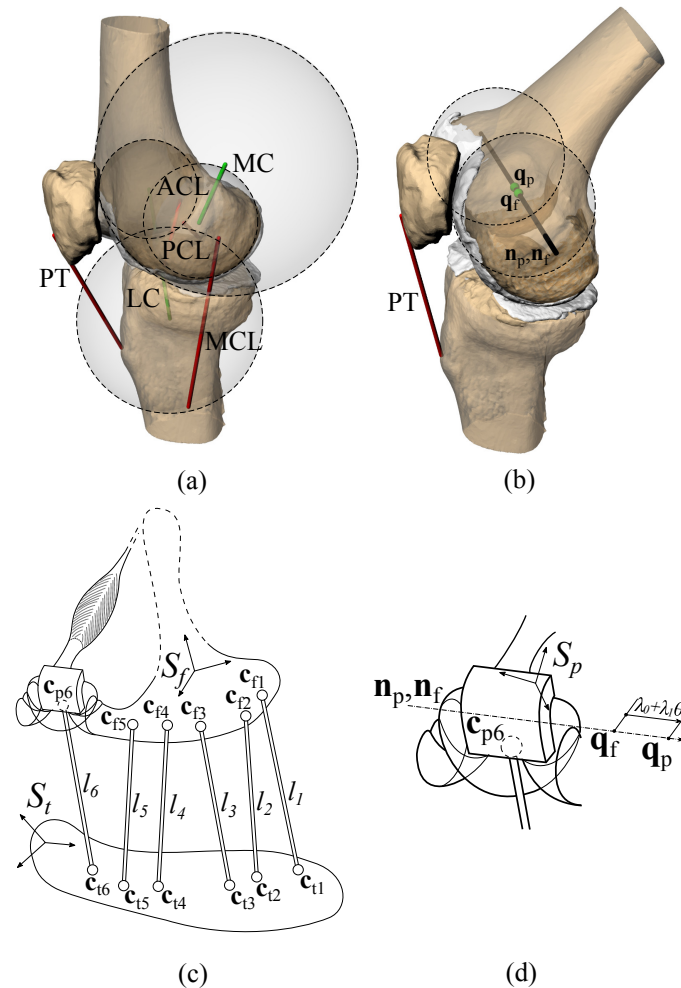 MC
ACL
PCL
PT
LC
MCL
(a)
q_p
q_f
n_p,n_f
PT
(b)
S_f
c_p6
c_f1
c_f2
c_f5 c_f4 c_f3
l_6 l_5 l_4 l_3 l_2 l_1
S_t
c_t6 c_t5 c_t4 c_t3 c_t2 c_t1
(c)
S_p
n_p,n_f
λ_0+λ_1θ
c_p6
q_f
q_p
(d)